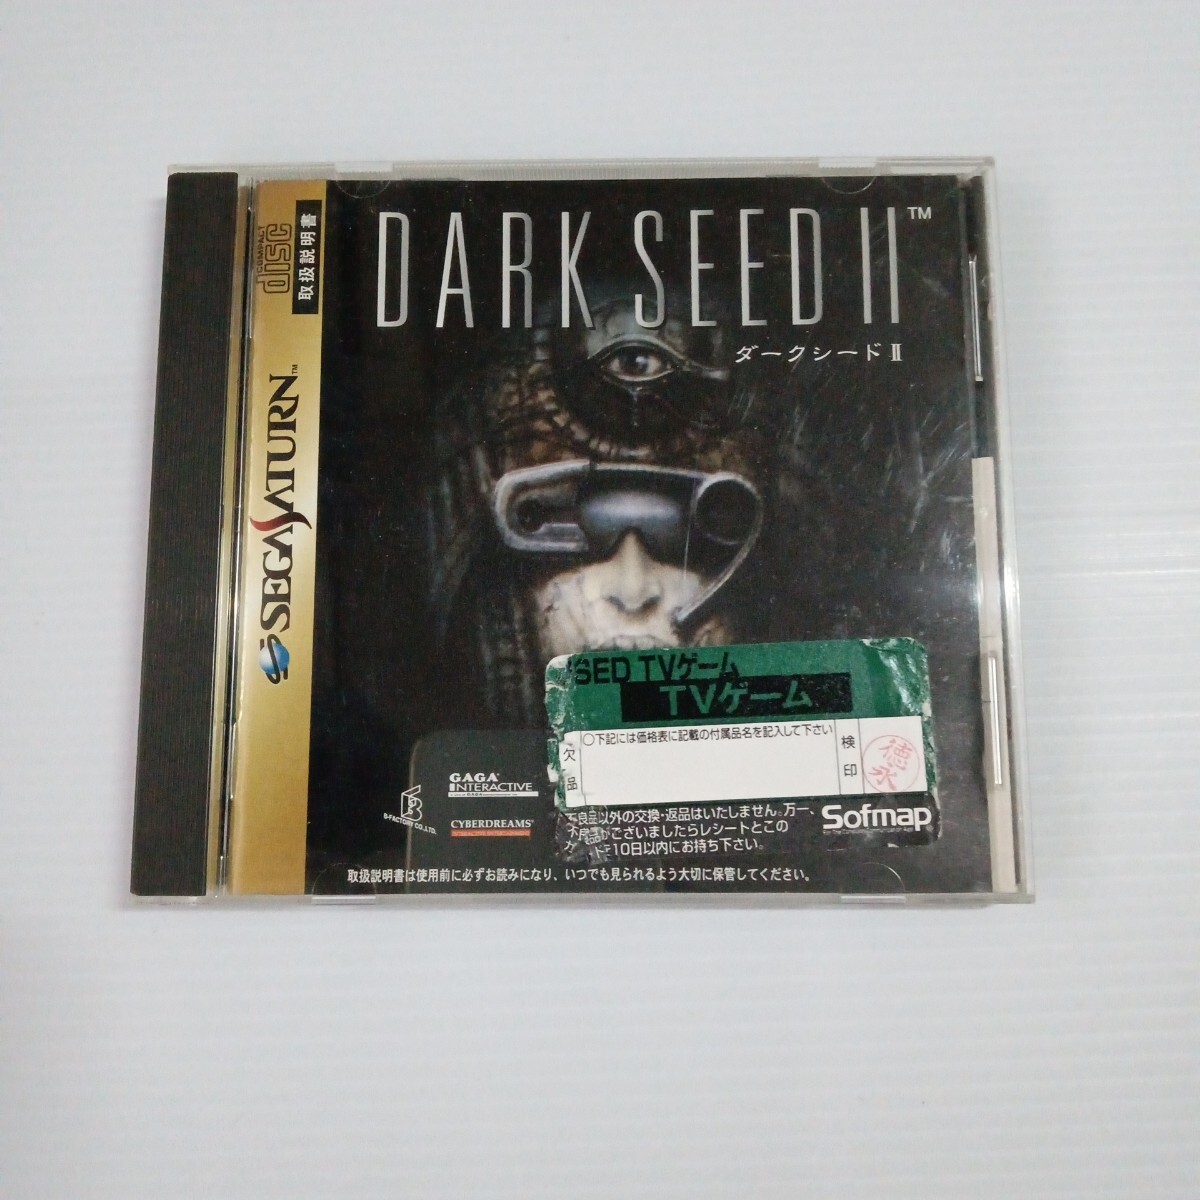 COMPACT
disc
取扱説明書
SEGA SATURN™
DARK SEED II™
ダークシードⅡ
SED TVゲーム
TVゲーム
○下記には価格表に記載の付属品名を記入して下さい
欠品
検印
良品以外の交換・返品はいたしません。万一、
がございましたらレシートとこの
10日以内にお持ち下さい。
Sofmap
B-FACTORY CO.,LTD.
GAGA
INTERACTIVE
CYBERDREAMS
INTERACTIVE ENTERTAINMENT
取扱説明書は使用前に必ずお読みになり、いつでも見られるよう大切に保管してください。